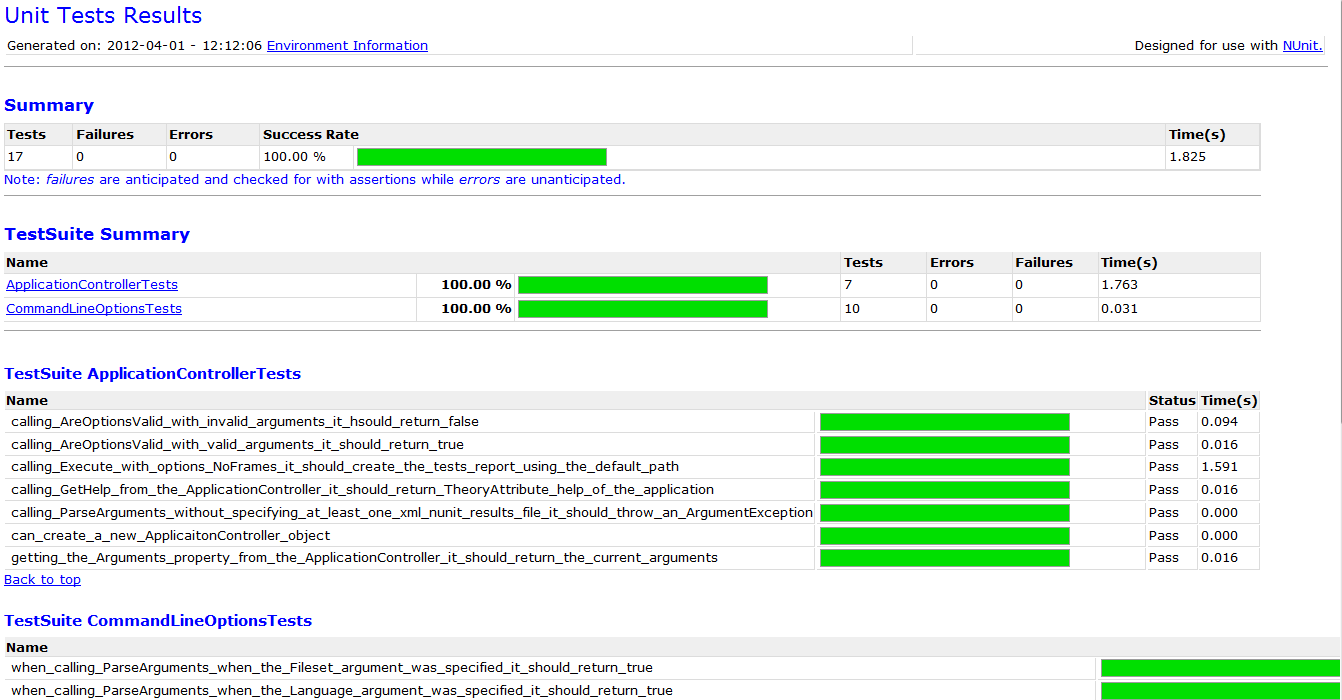 Unit Tests Results
Generated on: 2012-04-01 - 12:12:06 Environment Information Designed for use with NUnit.
Summary
Tests Failures Errors Success Rate Time(s)
17 0 0 100.00 % 1.825
Note: failures are anticipated and checked for with assertions while errors are unanticipated.
TestSuite Summary
Name Tests Errors Failures Time(s)
ApplicationControllerTests 100.00 % 7 0 0 1.763
CommandLineOptionsTests 100.00 % 10 0 0 0.031
TestSuite ApplicationControllerTests
Name Status Time(s)
calling_AreOptionsValid_with_invalid_arguments_it_hsould_return_false Pass 0.094
calling_AreOptionsValid_with_valid_arguments_it_should_return_true Pass 0.016
calling_Execute_with_options_NoFrames_it_should_create_the_tests_report_using_the_default_path Pass 1.591
calling_GetHelp_from_the_ApplicationController_it_should_return_TheoryAttribute_help_of_the_application Pass 0.016
calling_ParseArguments_without_specifying_at_least_one_xml_nunit_results_file_it_should_throw_an_ArgumentException Pass 0.000
can_create_a_new_ApplicaitonController_object Pass 0.000
getting_the_Arguments_property_from_the_ApplicationController_it_should_return_the_current_arguments Pass 0.016
Back to top
TestSuite CommandLineOptionsTests
Name
when_calling_ParseArguments_when_the_Fileset_argument_was_specified_it_should_return_true
when_calling_ParseArguments_when_the_Language_argument_was_specified_it_should_return_true